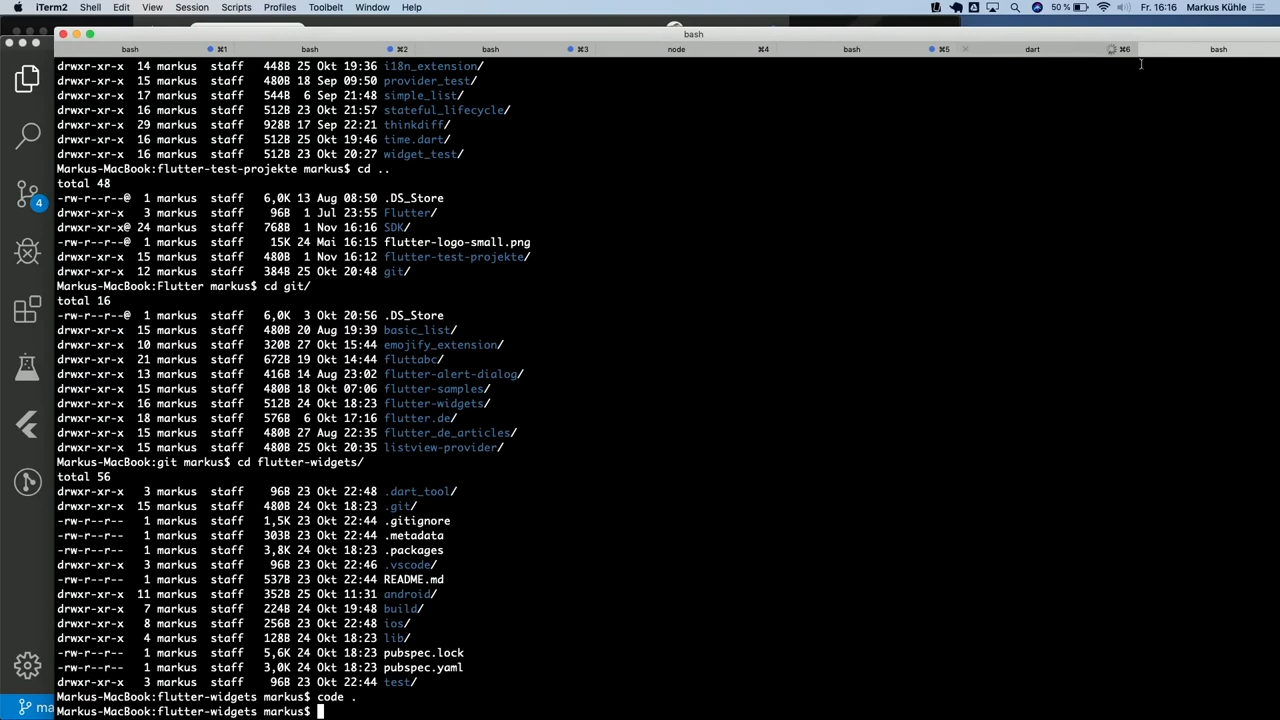 iTerm2 Shell Edit View Session Scripts Profiles Toolbelt Window Help 50 % Fr. 16:16 Markus Kühle
bash
bash ⌘1 bash ⌘2 bash ⌘3 node ⌘4 bash ⌘5 dart ⌘6 bash
drwxr-xr-x 14 markus staff 448B 25 Okt 19:36 i18n_extension/
drwxr-xr-x 15 markus staff 480B 18 Sep 09:50 provider_test/
drwxr-xr-x 17 markus staff 544B 6 Sep 21:48 simple_list/
drwxr-xr-x 16 markus staff 512B 23 Okt 21:57 stateful_lifecycle/
drwxr-xr-x 29 markus staff 928B 17 Sep 22:21 thinkdiff/
drwxr-xr-x 16 markus staff 512B 25 Okt 19:46 time.dart/
drwxr-xr-x 16 markus staff 512B 23 Okt 20:27 widget_test/
Markus-MacBook:flutter-test-projekte markus$ cd ..
total 48
-rw-r--r--@ 1 markus staff 6,0K 13 Aug 08:50 .DS_Store
drwxr-xr-x 3 markus staff 96B 1 Jul 23:55 Flutter/
drwxr-xr-x@ 24 markus staff 768B 1 Nov 16:16 SDK/
-rw-r--r--@ 1 markus staff 15K 24 Mai 16:15 flutter-logo-small.png
drwxr-xr-x 15 markus staff 480B 1 Nov 16:12 flutter-test-projekte/
drwxr-xr-x 12 markus staff 384B 25 Okt 20:48 git/
Markus-MacBook:Flutter markus$ cd git/
total 16
-rw-r--r--@ 1 markus staff 6,0K 3 Okt 20:56 .DS_Store
drwxr-xr-x 15 markus staff 480B 20 Aug 19:39 basic_list/
drwxr-xr-x 10 markus staff 320B 27 Okt 15:44 emojify_extension/
drwxr-xr-x 21 markus staff 672B 19 Okt 14:44 fluttabc/
drwxr-xr-x 13 markus staff 416B 14 Aug 23:02 flutter-alert-dialog/
drwxr-xr-x 15 markus staff 480B 18 Okt 07:06 flutter-samples/
drwxr-xr-x 16 markus staff 512B 24 Okt 18:23 flutter-widgets/
drwxr-xr-x 18 markus staff 576B 6 Okt 17:16 flutter.de/
drwxr-xr-x 15 markus staff 480B 27 Aug 22:35 flutter_de_articles/
drwxr-xr-x 15 markus staff 480B 25 Okt 20:35 listview-provider/
Markus-MacBook:git markus$ cd flutter-widgets/
total 56
drwxr-xr-x 3 markus staff 96B 23 Okt 22:48 .dart_tool/
drwxr-xr-x 15 markus staff 480B 24 Okt 18:23 .git/
-rw-r--r-- 1 markus staff 1,5K 23 Okt 22:44 .gitignore
-rw-r--r-- 1 markus staff 303B 23 Okt 22:44 .metadata
-rw-r--r-- 1 markus staff 3,8K 24 Okt 18:23 .packages
drwxr-xr-x 3 markus staff 96B 23 Okt 22:44 .vscode/
-rw-r--r-- 1 markus staff 537B 23 Okt 22:44 README.md
drwxr-xr-x 11 markus staff 352B 25 Okt 11:31 android/
drwxr-xr-x 7 markus staff 224B 24 Okt 19:48 build/
drwxr-xr-x 8 markus staff 256B 23 Okt 22:44 ios/
drwxr-xr-x 4 markus staff 128B 24 Okt 18:23 lib/
-rw-r--r-- 1 markus staff 5,6K 24 Okt 18:23 pubspec.lock
-rw-r--r-- 1 markus staff 3,0K 24 Okt 18:23 pubspec.yaml
drwxr-xr-x 3 markus staff 96B 23 Okt 22:44 test/
Markus-MacBook:flutter-widgets markus$ code .
Markus-MacBook:flutter-widgets markus$
4
ma